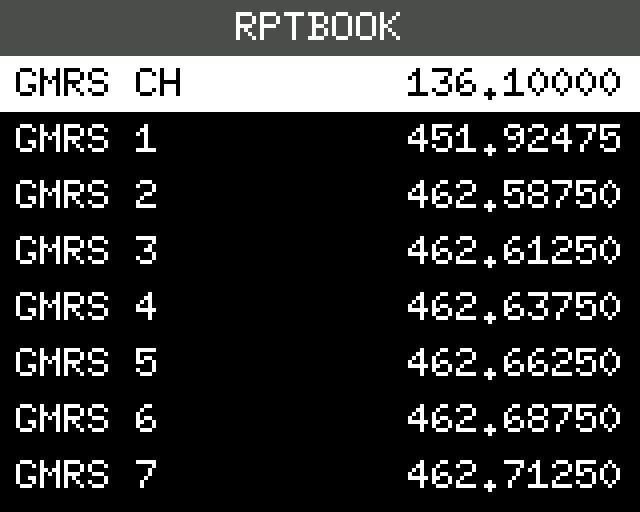 RPTBOOK
GMRS CH 136.10000
GMRS 1 451.92475
GMRS 2 462.58750
GMRS 3 462.61250
GMRS 4 462.63750
GMRS 5 462.66250
GMRS 6 462.68750
GMRS 7 462.71250